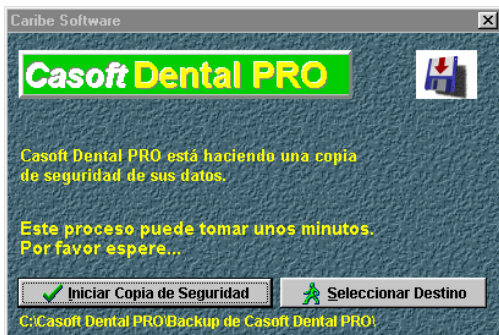 Caribe Software
Casoft Dental PRO
Casoft Dental PRO está haciendo una copia
de seguridad de sus datos.
Este proceso puede tomar unos minutos.
Por favor espere...
Iniciar Copia de Seguridad
Seleccionar Destino
C:\Casoft Dental PRO\Backup de Casoft Dental PRO\